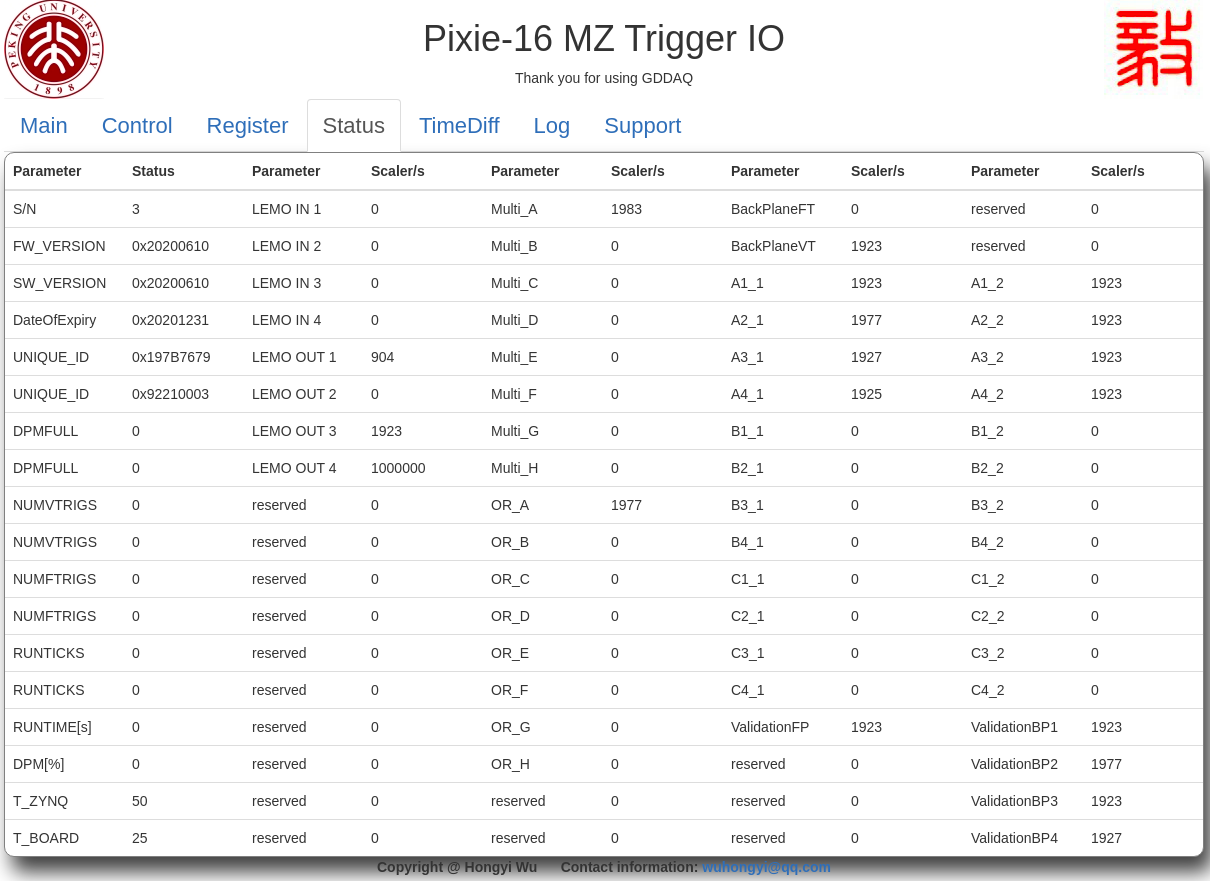 PEKING UNIVERSITY
1898
Pixie-16 MZ Trigger IO
Thank you for using GDDAQ
Main Control Register Status TimeDiff Log Support
Parameter Status Parameter Scaler/s Parameter Scaler/s Parameter Scaler/s Parameter Scaler/s
S/N 3 LEMO IN 1 0 Multi_A 1983 BackPlaneFT 0 reserved 0
FW_VERSION 0x20200610 LEMO IN 2 0 Multi_B 0 BackPlaneVT 1923 reserved 0
SW_VERSION 0x20200610 LEMO IN 3 0 Multi_C 0 A1_1 1923 A1_2 1923
DateOfExpiry 0x20201231 LEMO IN 4 0 Multi_D 0 A2_1 1977 A2_2 1923
UNIQUE_ID 0x197B7679 LEMO OUT 1 904 Multi_E 0 A3_1 1927 A3_2 1923
UNIQUE_ID 0x92210003 LEMO OUT 2 0 Multi_F 0 A4_1 1925 A4_2 1923
DPMFULL 0 LEMO OUT 3 1923 Multi_G 0 B1_1 0 B1_2 0
DPMFULL 0 LEMO OUT 4 1000000 Multi_H 0 B2_1 0 B2_2 0
NUMVTRIGS 0 reserved 0 OR_A 1977 B3_1 0 B3_2 0
NUMVTRIGS 0 reserved 0 OR_B 0 B4_1 0 B4_2 0
NUMFTRIGS 0 reserved 0 OR_C 0 C1_1 0 C1_2 0
NUMFTRIGS 0 reserved 0 OR_D 0 C2_1 0 C2_2 0
RUNTICKS 0 reserved 0 OR_E 0 C3_1 0 C3_2 0
RUNTICKS 0 reserved 0 OR_F 0 C4_1 0 C4_2 0
RUNTIME[s] 0 reserved 0 OR_G 0 ValidationFP 1923 ValidationBP1 1923
DPM[%] 0 reserved 0 OR_H 0 reserved 0 ValidationBP2 1977
T_ZYNQ 50 reserved 0 reserved 0 reserved 0 ValidationBP3 1923
T_BOARD 25 reserved 0 reserved 0 reserved 0 ValidationBP4 1927
Copyright @ Hongyi Wu Contact information: wuhongyi@qq.com